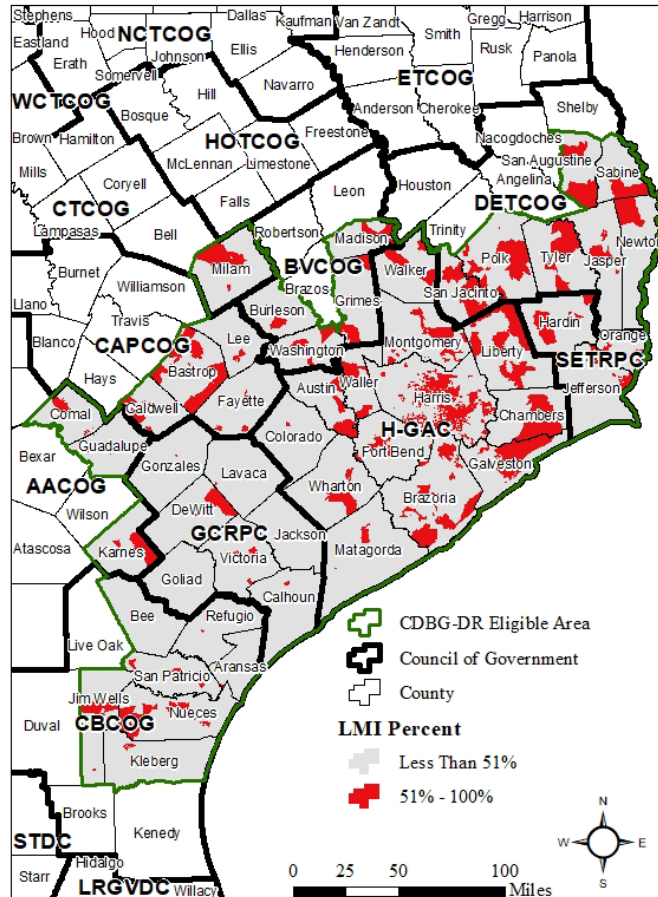 Stephens
Hood
NCTCOG
Dallas
Kaufman
Van Zandt
Gregg
Harrison
Eastland
Erath
Johnson
Ellis
Smith
Rusk
Panola
Somervell
Henderson
ETCOG
WCTCOG
Hill
Navarro
Anderson
Cherokee
Shelby
Bosque
Brown
Hamilton
HOTCOG
Freestone
Nacogdoches
McLennan
Limestone
San Augustine
Sabine
Mills
Coryell
Leon
Houston
Angelina
CTCOG
Falls
DETCOG
Lampasas
Bell
Robertson
Madison
Trinity
Newton
Burnet
Milam
BVCOG
Walker
Polk
Tyler
Jasper
Williamson
Brazos
Grimes
San Jacinto
Llano
Travis
Burleson
Hardin
Blanco
CAPCOG
Lee
Washington
Montgomery
Liberty
Orange
Hays
Bastrop
SETRPC
Austin
Waller
Harris
Jefferson
Comal
Caldwell
Fayette
Chambers
Guadalupe
Colorado
H-GAC
Bexar
Gonzales
Fort Bend
Galveston
AACOG
Lavaca
Wharton
Wilson
DeWitt
Brazoria
Atascosa
GCRPC
Jackson
Karnes
Victoria
Matagorda
Goliad
Calhoun
Bee
Refugio
Live Oak
Aransas
San Patricio
Jim Wells
Nueces
Duval
CBCOG
Kleberg
Brooks
STDC
Kenedy
Hidalgo
Starr
LRGVDC
Willacy
CDBG-DR Eligible Area
Council of Government
County
LMI Percent
Less Than 51%
51% - 100%
N
W
E
S
0 25 50 100
Miles